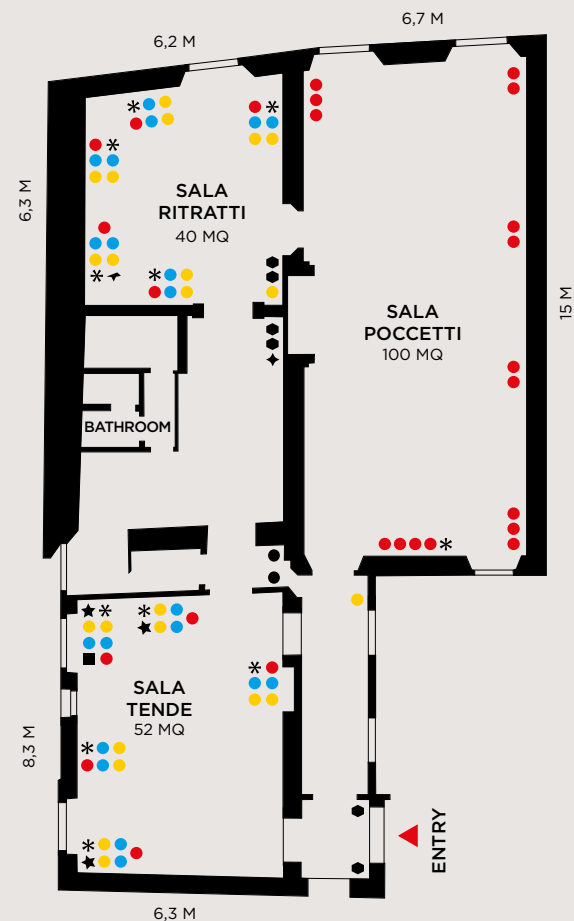 6,2 M
6,7 M
6,3 M
SALA
RITRATTI
40 MQ
15 M
SALA
POCCETTI
100 MQ
BATHROOM
SALA
TENDE
52 MQ
8,3 M
ENTRY
6,3 M